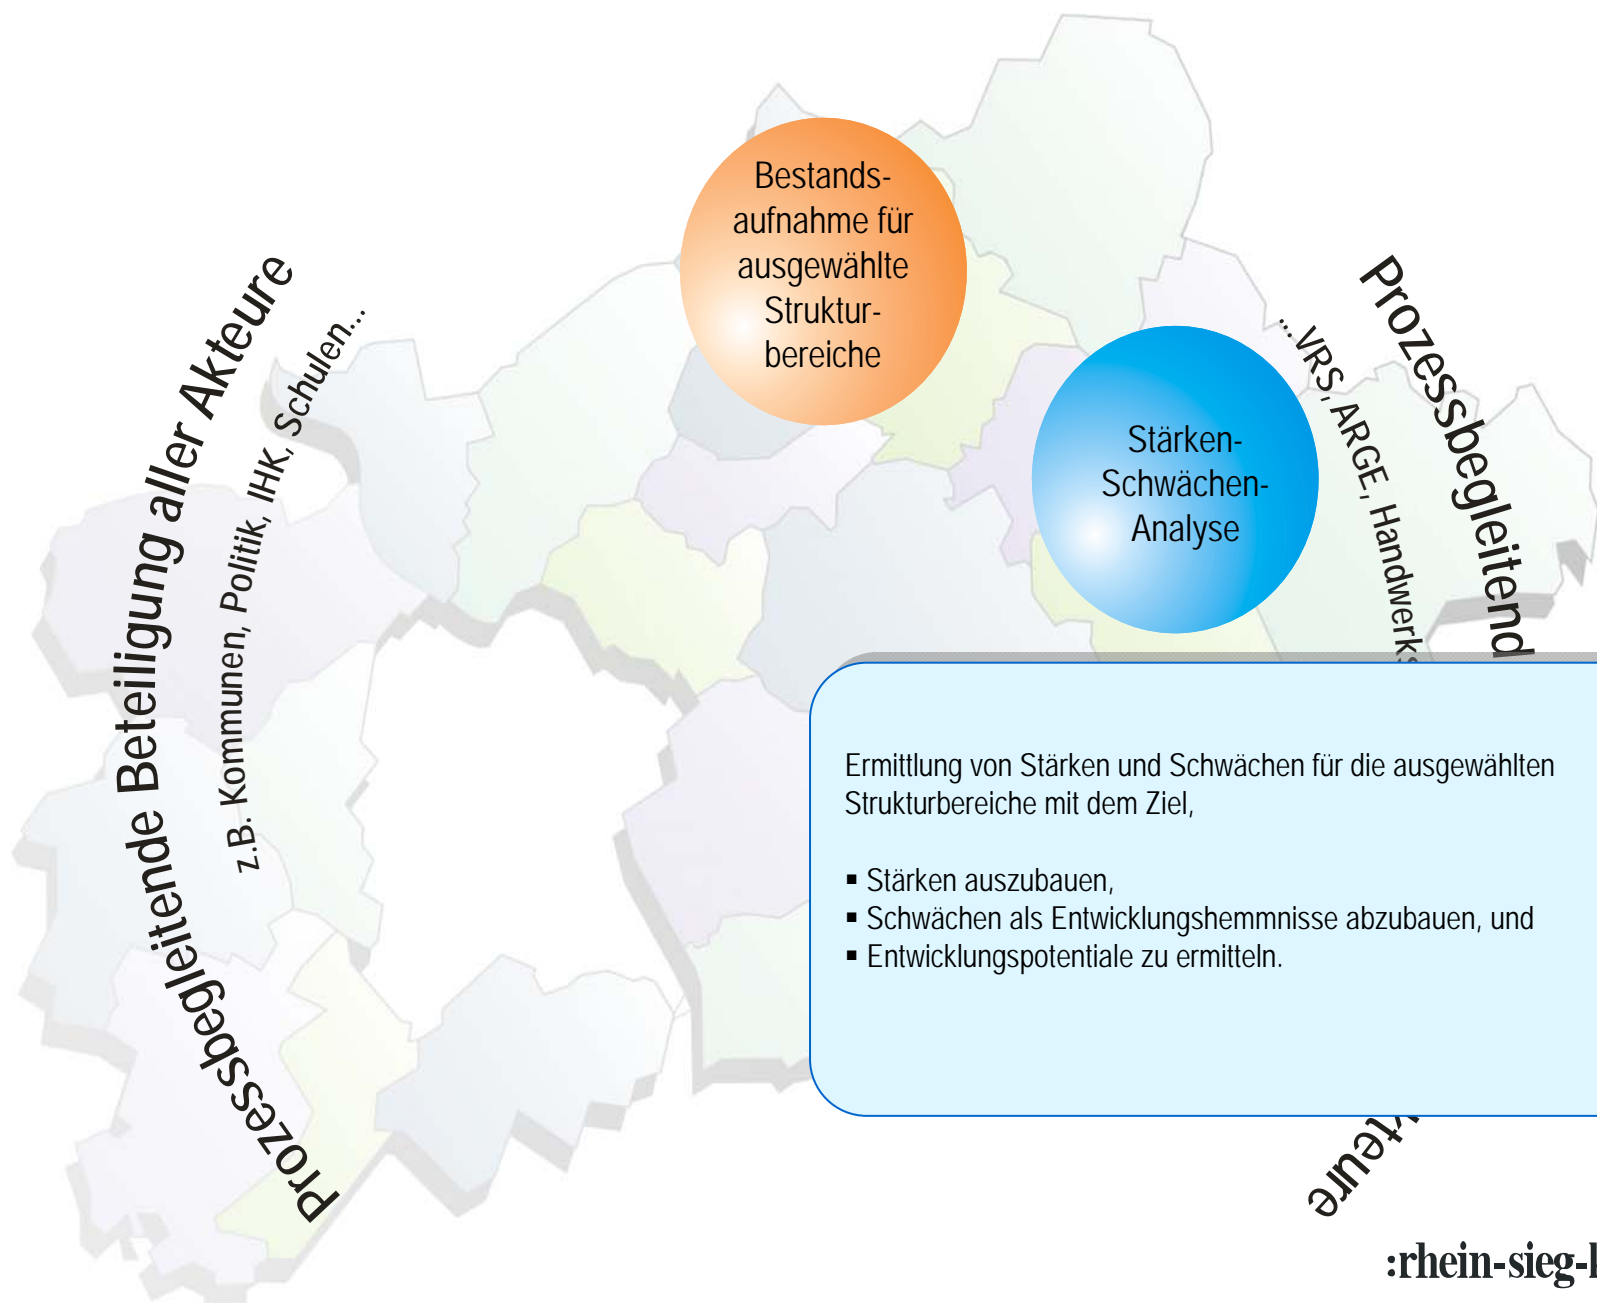 Bestands-
aufnahme für
ausgewählte
Struktur-
bereiche
Stärken-
Schwächen-
Analyse
Prozessbegleitende Beteiligung aller Akteure
z.B. Kommunen, Politik, IHK, Schulen...
Prozessbegleitend
...VRS, ARGE, Handwerks
Ermittlung von Stärken und Schwächen für die ausgewählten
Strukturbereiche mit dem Ziel,
▪ Stärken auszubauen,
▪ Schwächen als Entwicklungshemmnisse abzubauen, und
▪ Entwicklungspotentiale zu ermitteln.
kteure
:rhein-sieg-k